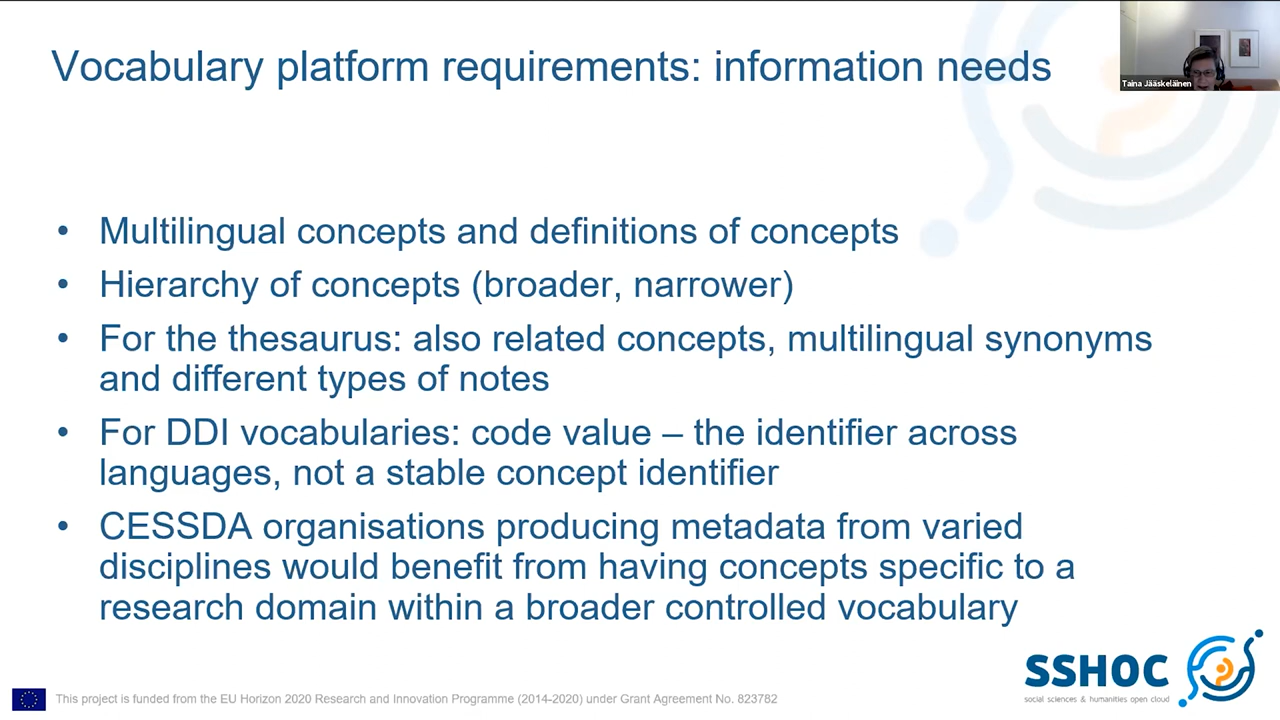 Vocabulary platform requirements: information needs
Taina Jääskeläinen
• Multilingual concepts and definitions of concepts
• Hierarchy of concepts (broader, narrower)
• For the thesaurus: also related concepts, multilingual synonyms
and different types of notes
• For DDI vocabularies: code value – the identifier across
languages, not a stable concept identifier
• CESSDA organisations producing metadata from varied
disciplines would benefit from having concepts specific to a
research domain within a broader controlled vocabulary
SSHOC
social sciences & humanities open cloud
This project is funded from the EU Horizon 2020 Research and Innovation Programme (2014-2020) under Grant Agreement No. 823782